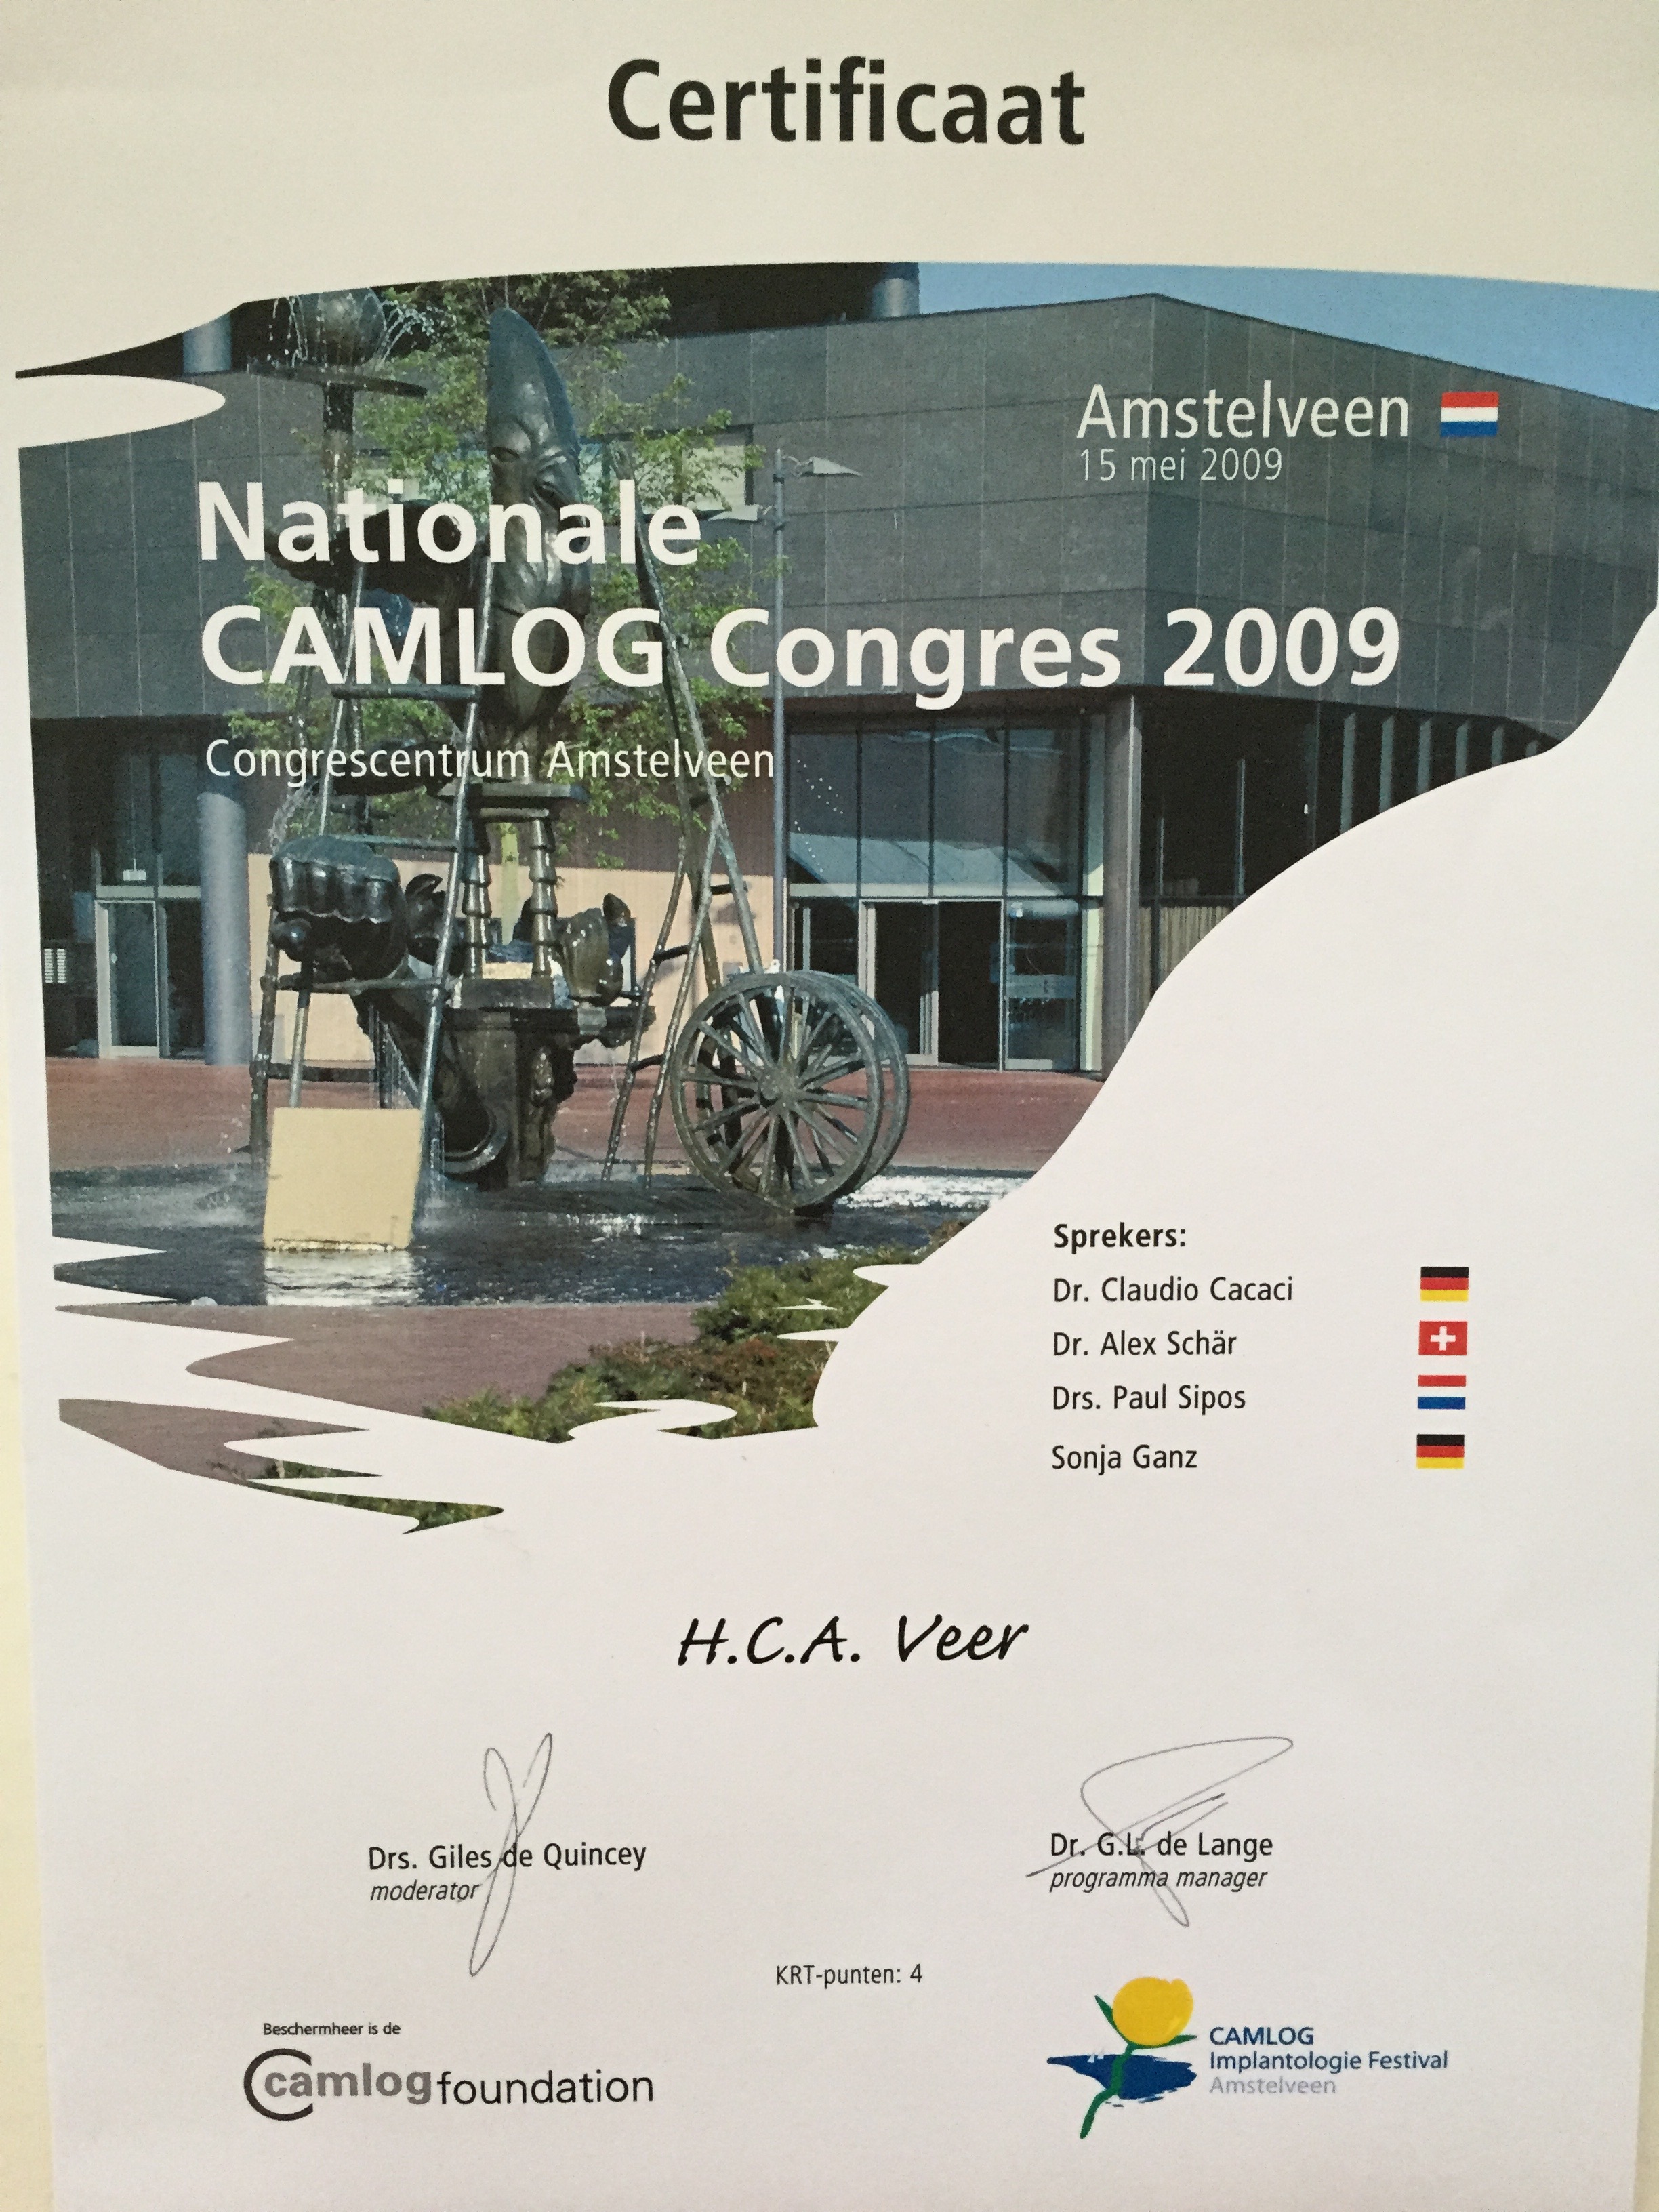 Certificaat
Amstelveen
15 mei 2009
Nationale
CAMLOG Congres 2009
Congrescentrum Amstelveen
Sprekers:
Dr. Claudio Cacaci
Dr. Alex Schär
Drs. Paul Sipos
Sonja Ganz
H.C.A. Veer
Drs. Giles de Quincey
moderator
Dr. G.L. de Lange
programma manager
KRT-punten: 4
Beschermheer is de
camlogfoundation
CAMLOG
Implantologie Festival
Amstelveen